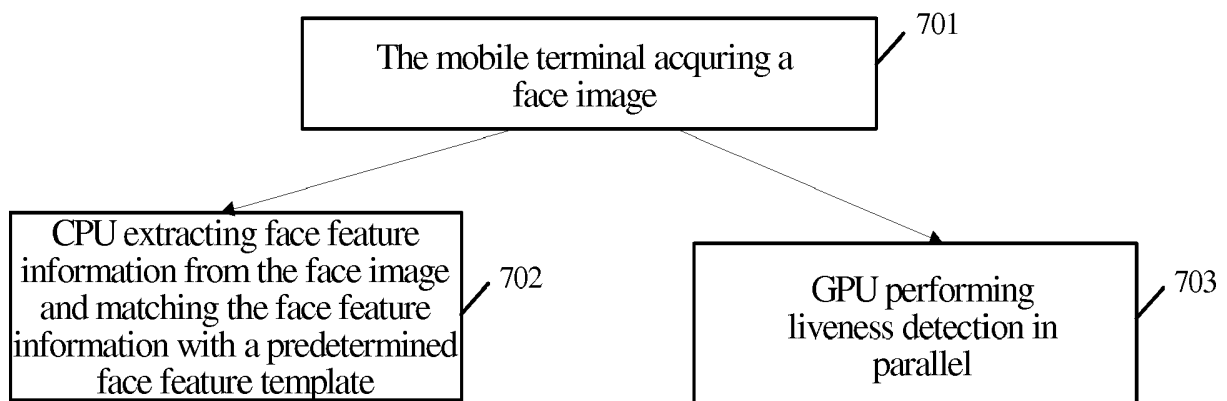 701
The mobile terminal acquring a
face image
CPU extracting face feature
information from the face image
and matching the face feature
information with a predetermined
face feature template
702
GPU performing
liveness detection in
parallel
703